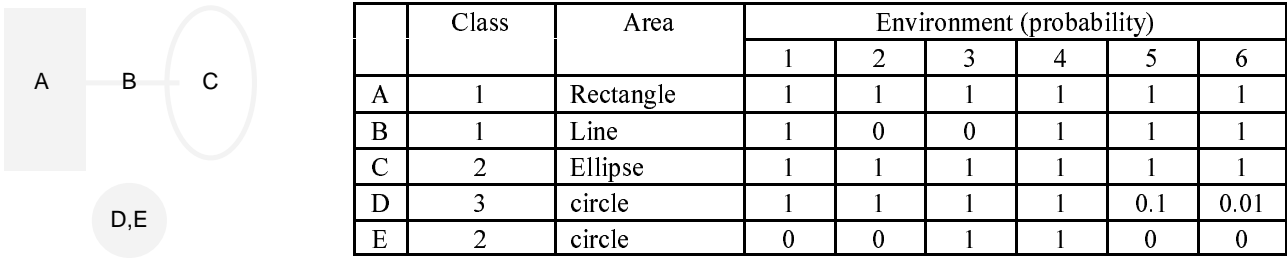 A B C
D,E
Class Area Environment (probability)
1 2 3 4 5 6
A 1 Rectangle 1 1 1 1 1 1
B 1 Line 1 0 0 1 1 1
C 2 Ellipse 1 1 1 1 1 1
D 3 circle 1 1 1 1 0.1 0.01
E 2 circle 0 0 1 1 0 0